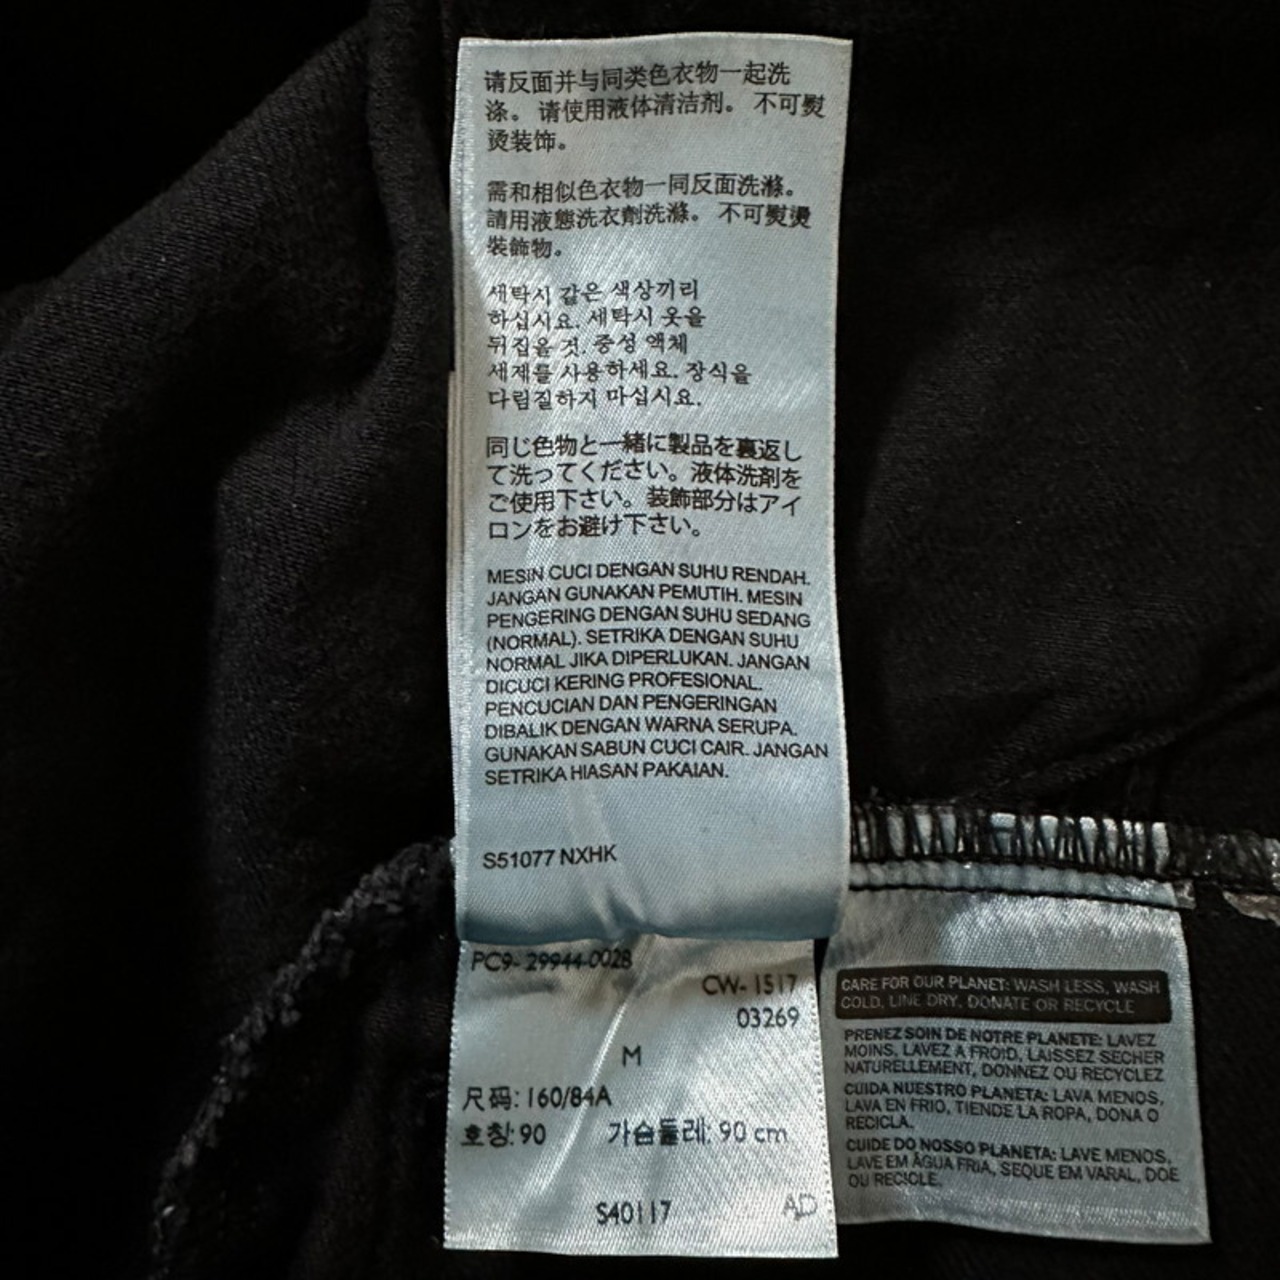 请反面并与同类色衣物一起洗
涤。 请使用液体清洁剂。 不可熨
烫装饰。
需和相似色衣物一同反面洗滌。
請用液態洗衣劑洗滌。 不可熨燙
裝飾物。
세탁시 같은 색상끼리
하십시요. 세탁시 옷을
뒤집을것. 중성 액체
세제를 사용하세요. 장식을
다림질하지 마십시요.
同じ色物と一緒に製品を裏返し
て洗ってください。液体洗剤を
ご使用下さい。装飾部分はアイ
ロンをお避け下さい。
MESIN CUCI DENGAN SUHU RENDAH.
JANGAN GUNAKAN PEMUTIH. MESIN
PENGERING DENGAN SUHU SEDANG
(NORMAL). SETRIKA DENGAN SUHU
NORMAL JIKA DIPERLUKAN. JANGAN
DICUCI KERING PROFESIONAL.
PENCUCIAN DAN PENGERINGAN
DIBALIK DENGAN WARNA SERUPA.
GUNAKAN SABUN CUCI CAIR. JANGAN
SETRIKA HIASAN PAKAIAN.
S51077 NXHK
PC9- 29944-0028
CW- 1517
03269
M
尺码: 160/84A
호칭: 90 가슴둘레: 90 cm
S40117 AD
CARE FOR OUR PLANET: WASH LESS, WASH
COLD, LINE DRY, DONATE OR RECYCLE
PRENEZ SOIN DE NOTRE PLANETE: LAVEZ
MOINS, LAVEZ A FROID, LAISSEZ SECHER
NATURELLEMENT, DONNEZ OU RECYCLEZ
CUIDA NUESTRO PLANETA: LAVA MENOS,
LAVA EN FRIO, TIENDE LA ROPA, DONA O
RECICLA.
CUIDE DO NOSSO PLANETA: LAVE MENOS,
LAVE EM ÁGUA FRIA, SEQUE EM VARAL, DOE
OU RECICLE.